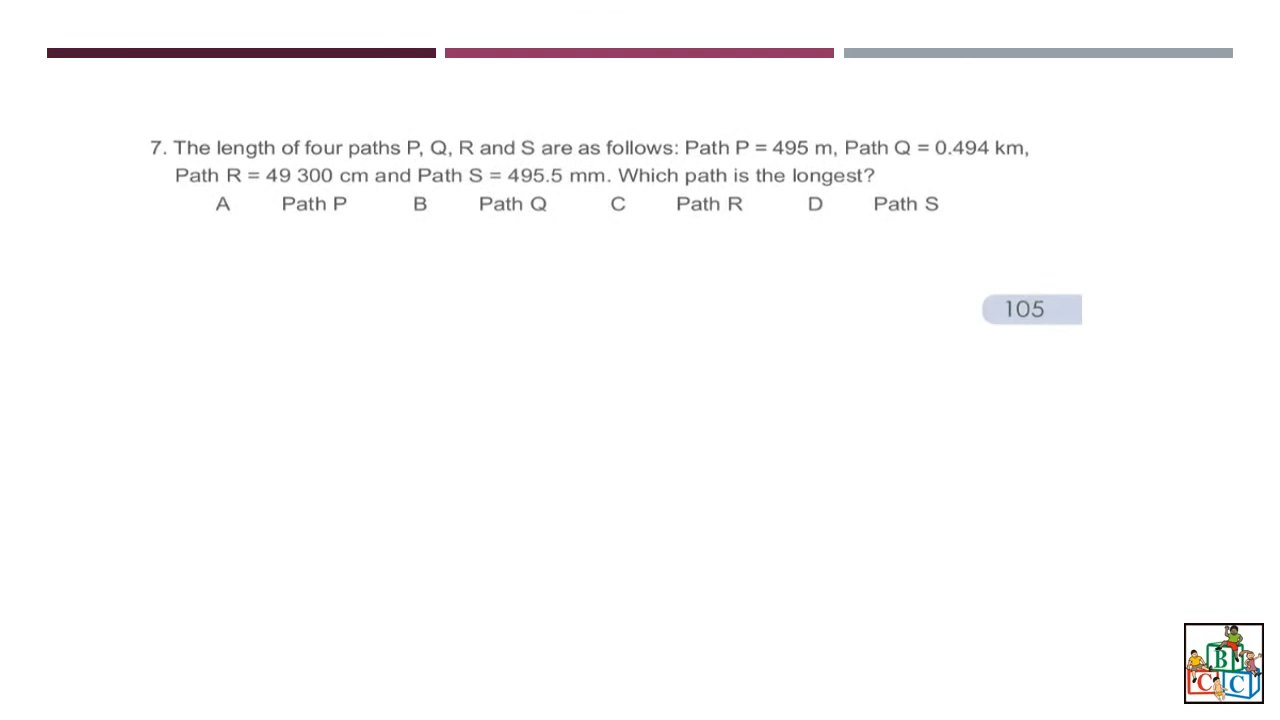 7. The length of four paths P, Q, R and S are as follows: Path P = 495 m, Path Q = 0.494 km,
Path R = 49 300 cm and Path S = 495.5 mm. Which path is the longest?
A Path P B Path Q C Path R D Path S
105
B
C C